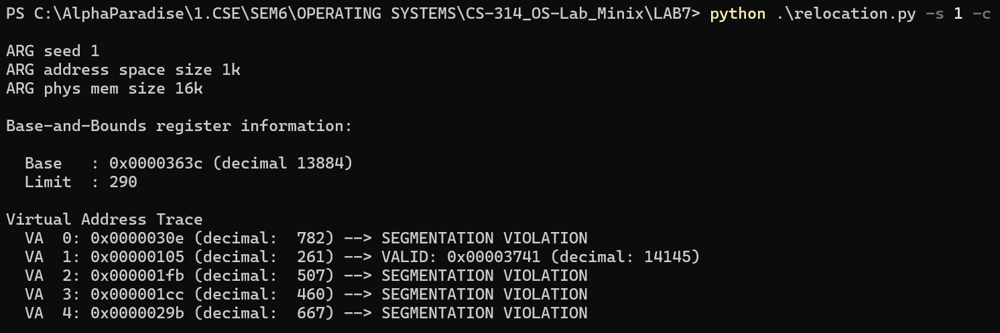 PS C:\AlphaParadise\1.CSE\SEM6\OPERATING SYSTEMS\CS-314_OS-Lab_Minix\LAB7> python .\relocation.py -s 1 -c
ARG seed 1
ARG address space size 1k
ARG phys mem size 16k
Base-and-Bounds register information:
  Base   : 0x0000363c (decimal 13884)
  Limit  : 290
Virtual Address Trace
  VA  0: 0x0000030e (decimal:  782) --> SEGMENTATION VIOLATION
  VA  1: 0x00000105 (decimal:  261) --> VALID: 0x00003741 (decimal: 14145)
  VA  2: 0x000001fb (decimal:  507) --> SEGMENTATION VIOLATION
  VA  3: 0x000001cc (decimal:  460) --> SEGMENTATION VIOLATION
  VA  4: 0x0000029b (decimal:  667) --> SEGMENTATION VIOLATION